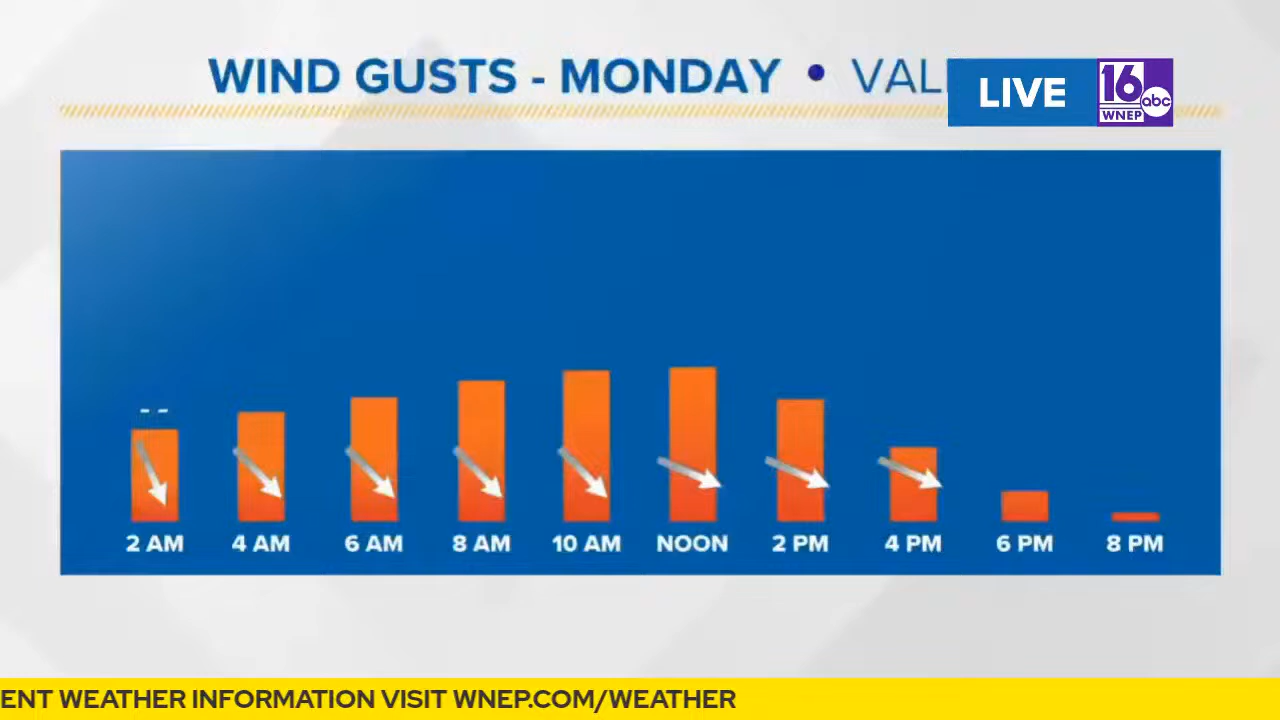 WIND GUSTS - MONDAY • VAL
LIVE
16
abc
WNEP
--
2 AM 4 AM 6 AM 8 AM 10 AM NOON 2 PM 4 PM 6 PM 8 PM
ENT WEATHER INFORMATION VISIT WNEP.COM/WEATHER